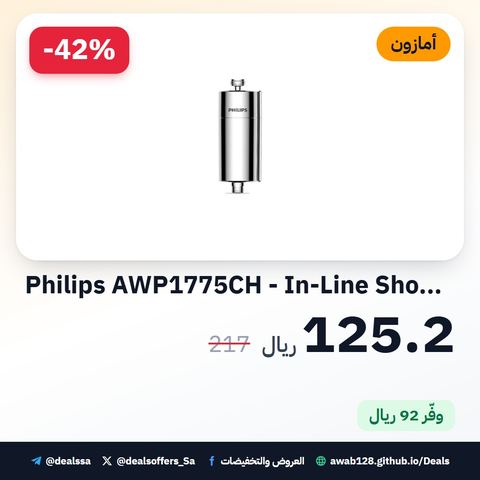 -42%
أمازون
PHILIPS
Philips AWP1775CH - In-Line Sho...
125.2 ريال 217
وفّر 92 ريال
@dealssa @dealsoffers_Sa العروض والتخفيضات awab128.github.io/Deals